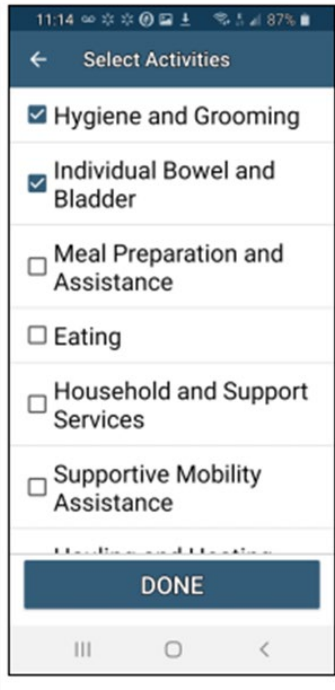 11:14 87%
Select Activities
Hygiene and Grooming
Individual Bowel and
Bladder
Meal Preparation and
Assistance
Eating
Household and Support
Services
Supportive Mobility
Assistance
DONE